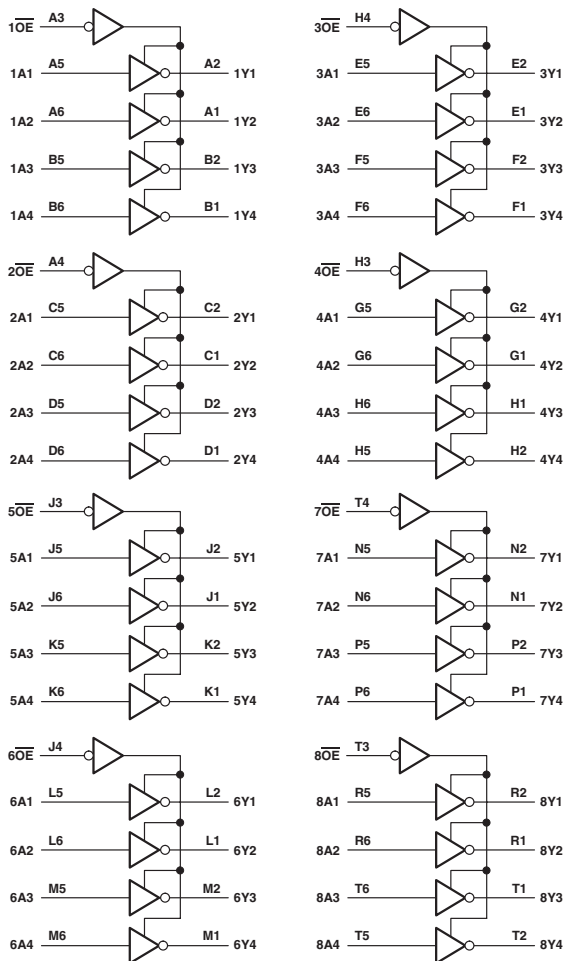 1OE A3
1A1 A5 A2 1Y1
1A2 A6 A1 1Y2
1A3 B5 B2 1Y3
1A4 B6 B1 1Y4
2OE A4
2A1 C5 C2 2Y1
2A2 C6 C1 2Y2
2A3 D5 D2 2Y3
2A4 D6 D1 2Y4
5OE J3
5A1 J5 J2 5Y1
5A2 J6 J1 5Y2
5A3 K5 K2 5Y3
5A4 K6 K1 5Y4
6OE J4
6A1 L5 L2 6Y1
6A2 L6 L1 6Y2
6A3 M5 M2 6Y3
6A4 M6 M1 6Y4
3OE H4
3A1 E5 E2 3Y1
3A2 E6 E1 3Y2
3A3 F5 F2 3Y3
3A4 F6 F1 3Y4
4OE H3
4A1 G5 G2 4Y1
4A2 G6 G1 4Y2
4A3 H6 H1 4Y3
4A4 H5 H2 4Y4
7OE T4
7A1 N5 N2 7Y1
7A2 N6 N1 7Y2
7A3 P5 P2 7Y3
7A4 P6 P1 7Y4
8OE T3
8A1 R5 R2 8Y1
8A2 R6 R1 8Y2
8A3 T6 T1 8Y3
8A4 T5 T2 8Y4